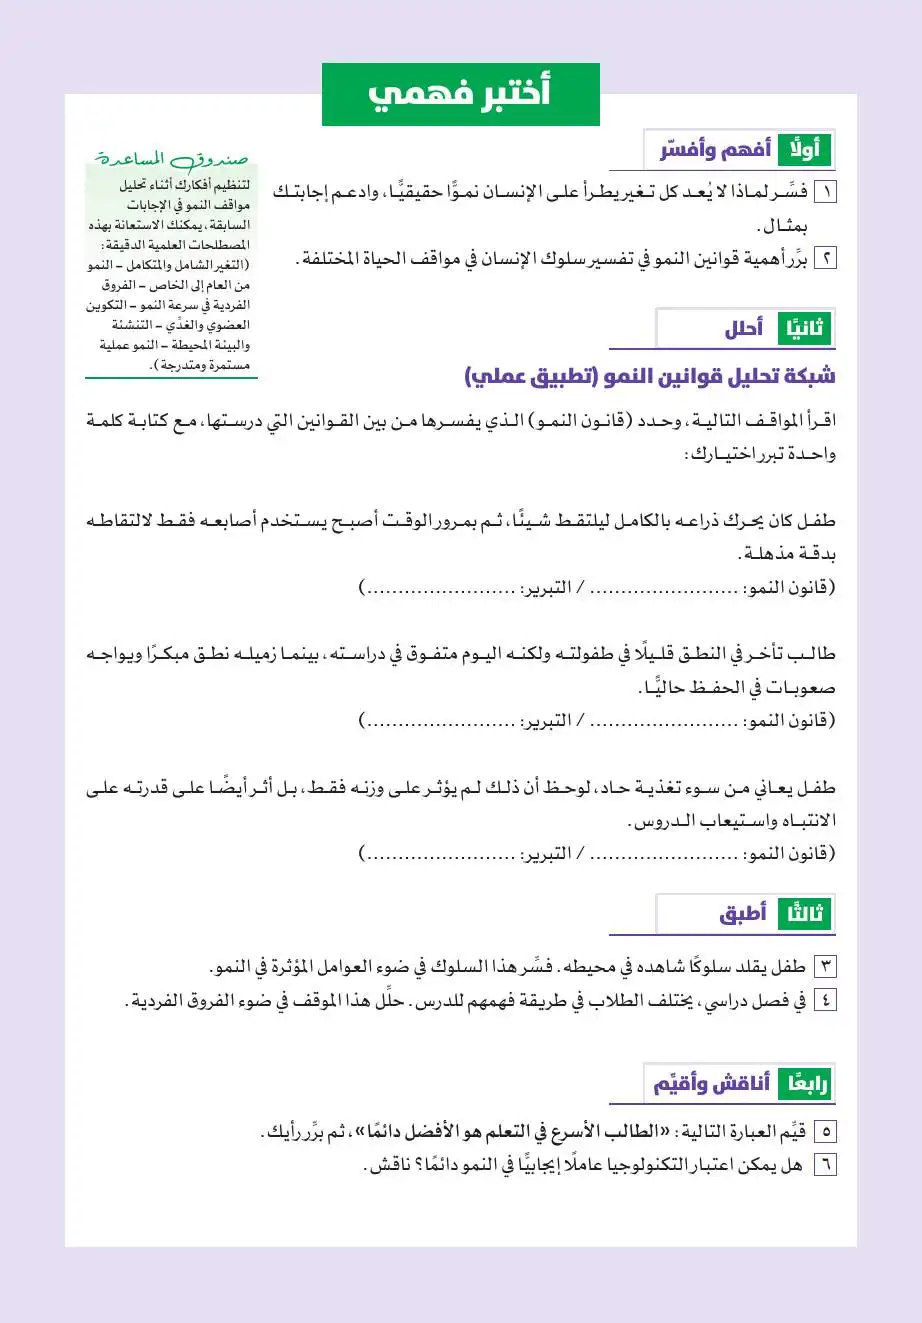 أختبر فهمي
أولًا أفهم وأفسّر
١ فسِّر لماذا لا يُعد كل تغير يطرأ على الإنسان نموًّا حقيقيًّا، وادعم إجابتك
بمثال.
٢ برِّر أهمية قوانين النمو في تفسير سلوك الإنسان في مواقف الحياة المختلفة.
صندوق المساعدة
لتنظيم أفكارك أثناء تحليل
مواقف النمو في الإجابات
السابقة، يمكنك الاستعانة بهذه
المصطلحات العلمية الدقيقة:
(التغير الشامل والمتكامل – النمو
من العام إلى الخاص – الفروق
الفردية في سرعة النمو – التكوين
العضوي والغدِّي – التنشئة
والبيئة المحيطة – النمو عملية
مستمرة ومتدرجة).
ثانيًا أحلل
شبكة تحليل قوانين النمو (تطبيق عملي)
اقرأ المواقف التالية، وحدد (قانون النمو) الذي يفسرها من بين القوانين التي درستها، مع كتابة كلمة
واحدة تبرر اختيارك:
طفل كان يحرك ذراعه بالكامل ليلتقط شيئًا، ثم بمرور الوقت أصبح يستخدم أصابعه فقط لالتقاطه
بدقة مذهلة.
(قانون النمو: ........................ / التبرير: ........................)
طالب تأخر في النطق قليلًا في طفولته ولكنه اليوم متفوق في دراسته، بينما زميله نطق مبكرًا ويواجه
صعوبات في الحفظ حاليًّا.
(قانون النمو: ........................ / التبرير: ........................)
طفل يعاني من سوء تغذية حاد، لوحظ أن ذلك لم يؤثر على وزنه فقط، بل أثر أيضًا على قدرته على
الانتباه واستيعاب الدروس.
(قانون النمو: ........................ / التبرير: ........................)
ثالثًا أطبق
٣ طفل يقلد سلوكًا شاهده في محيطه. فسِّر هذا السلوك في ضوء العوامل المؤثرة في النمو.
٤ في فصل دراسي، يختلف الطلاب في طريقة فهمهم للدرس. حلِّل هذا الموقف في ضوء الفروق الفردية.
رابعًا أناقش وأقيِّم
٥ قيِّم العبارة التالية: «الطالب الأسرع في التعلم هو الأفضل دائمًا»، ثم برِّر رأيك.
٦ هل يمكن اعتبار التكنولوجيا عاملًا إيجابيًّا في النمو دائمًا؟ ناقش.